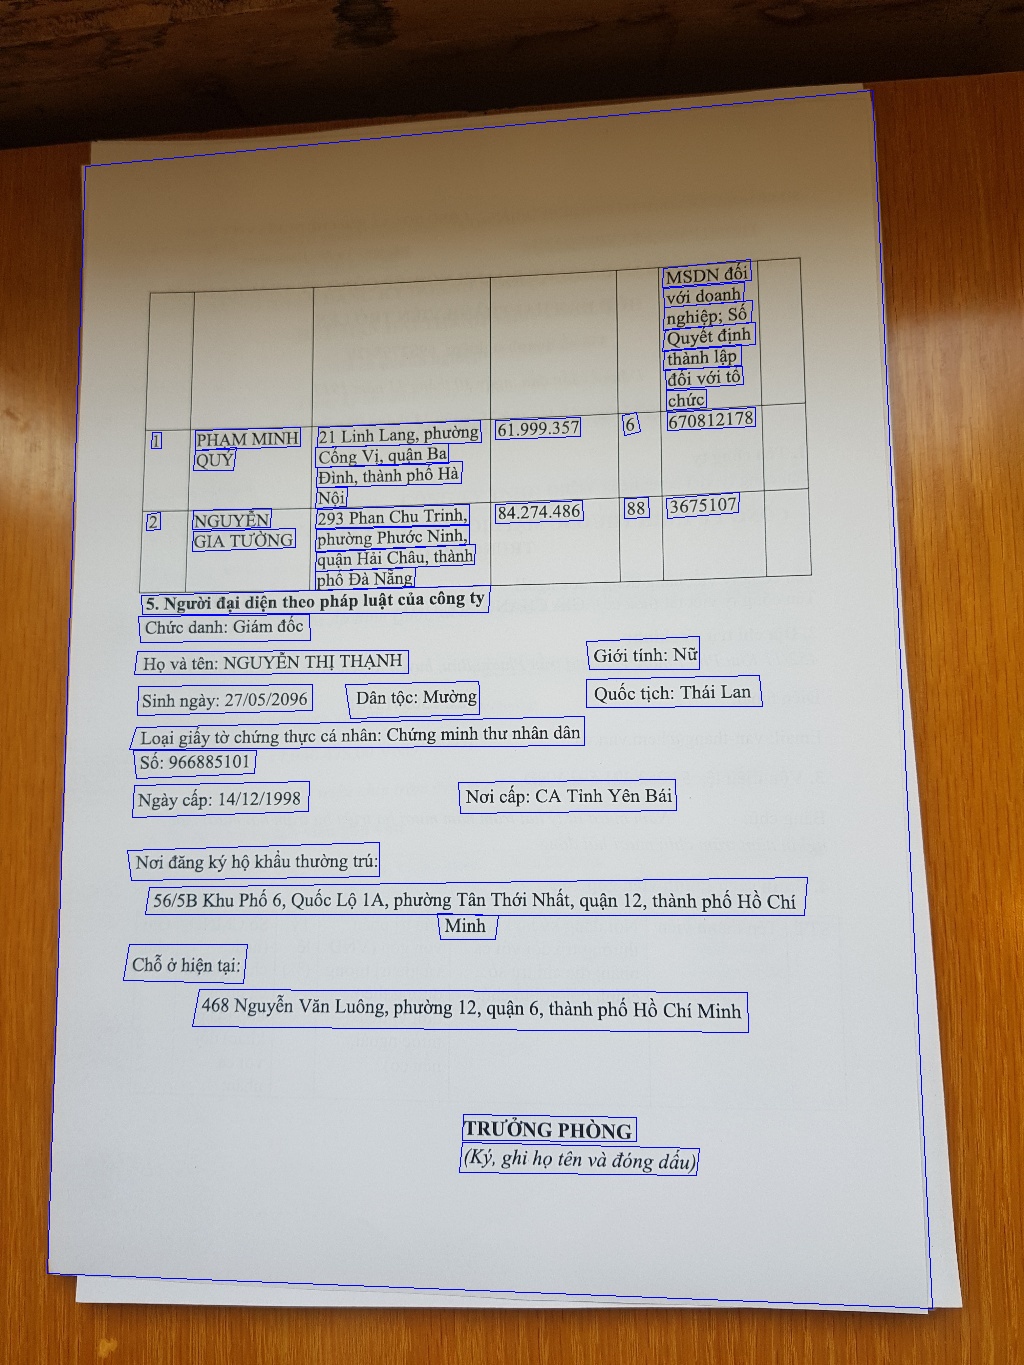 MSDN đối
với doanh
nghiệp; Số
Quyết định
thành lập
đối với tổ
chức
1 PHẠM MINH 21 Linh Lang, phường 61.999.357 6 670812178
QUÝ Cống Vị, quận Ba
Đình, thành phố Hà
Nội
2 NGUYỄN 293 Phan Chu Trinh, 84.274.486 88 3675107
GIA TƯỜNG phường Phước Ninh,
quận Hải Châu, thành
phố Đà Nẵng
5. Người đại diện theo pháp luật của công ty
Chức danh: Giám đốc
Họ và tên: NGUYỄN THỊ THẠNH Giới tính: Nữ
Sinh ngày: 27/05/2096 Dân tộc: Mường Quốc tịch: Thái Lan
Loại giấy tờ chứng thực cá nhân: Chứng minh thư nhân dân
Số: 966885101
Ngày cấp: 14/12/1998 Nơi cấp: CA Tỉnh Yên Bái
Nơi đăng ký hộ khẩu thường trú:
56/5B Khu Phố 6, Quốc Lộ 1A, phường Tân Thới Nhất, quận 12, thành phố Hồ Chí
Minh
Chỗ ở hiện tại:
468 Nguyễn Văn Luông, phường 12, quận 6, thành phố Hồ Chí Minh
TRƯỞNG PHÒNG
(Ký, ghi họ tên và đóng dấu)